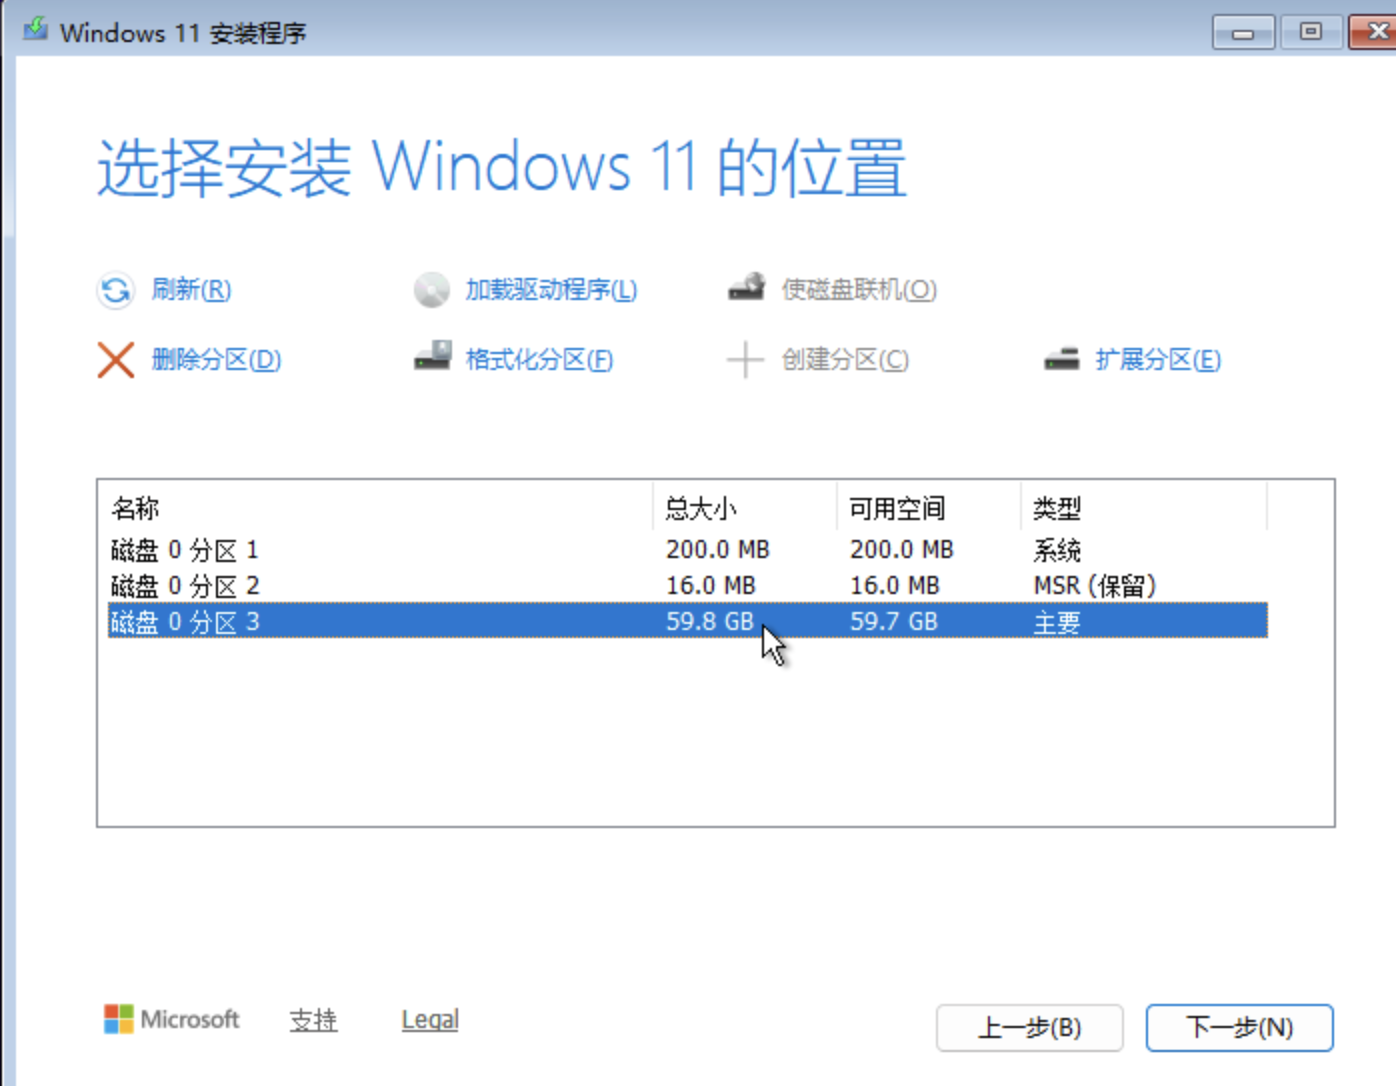 Windows 11 安装程序
选择安装 Windows 11 的位置
刷新(R) 加载驱动程序(L) 使磁盘联机(O)
删除分区(D) 格式化分区(F) 创建分区(C) 扩展分区(E)
名称 总大小 可用空间 类型
磁盘 0 分区 1 200.0 MB 200.0 MB 系统
磁盘 0 分区 2 16.0 MB 16.0 MB MSR (保留)
磁盘 0 分区 3 59.8 GB 59.7 GB 主要
Microsoft 支持 Legal 上一步(B) 下一步(N)